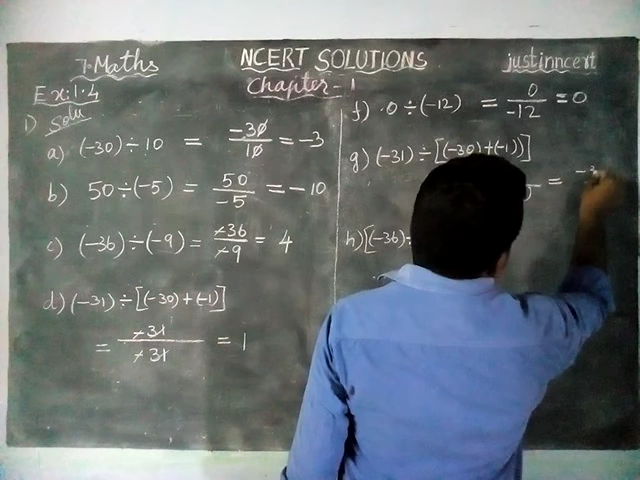 7. Maths NCERT SOLUTIONS justinncert
Chapter - 1
Ex: 1.4
1) Solu
a) (-30) ÷ 10 = -30/10 = -3
b) 50 ÷ (-5) = 50/-5 = -10
c) (-36) ÷ (-9) = -36/-9 = 4
d) (-31) ÷ [(-30) + (-1)]
= -31/-31 = 1
f) 0 ÷ (-12) = 0/-12 = 0
g) (-31) ÷ [(-30) + (-1)]
=
h) [(-36) ÷